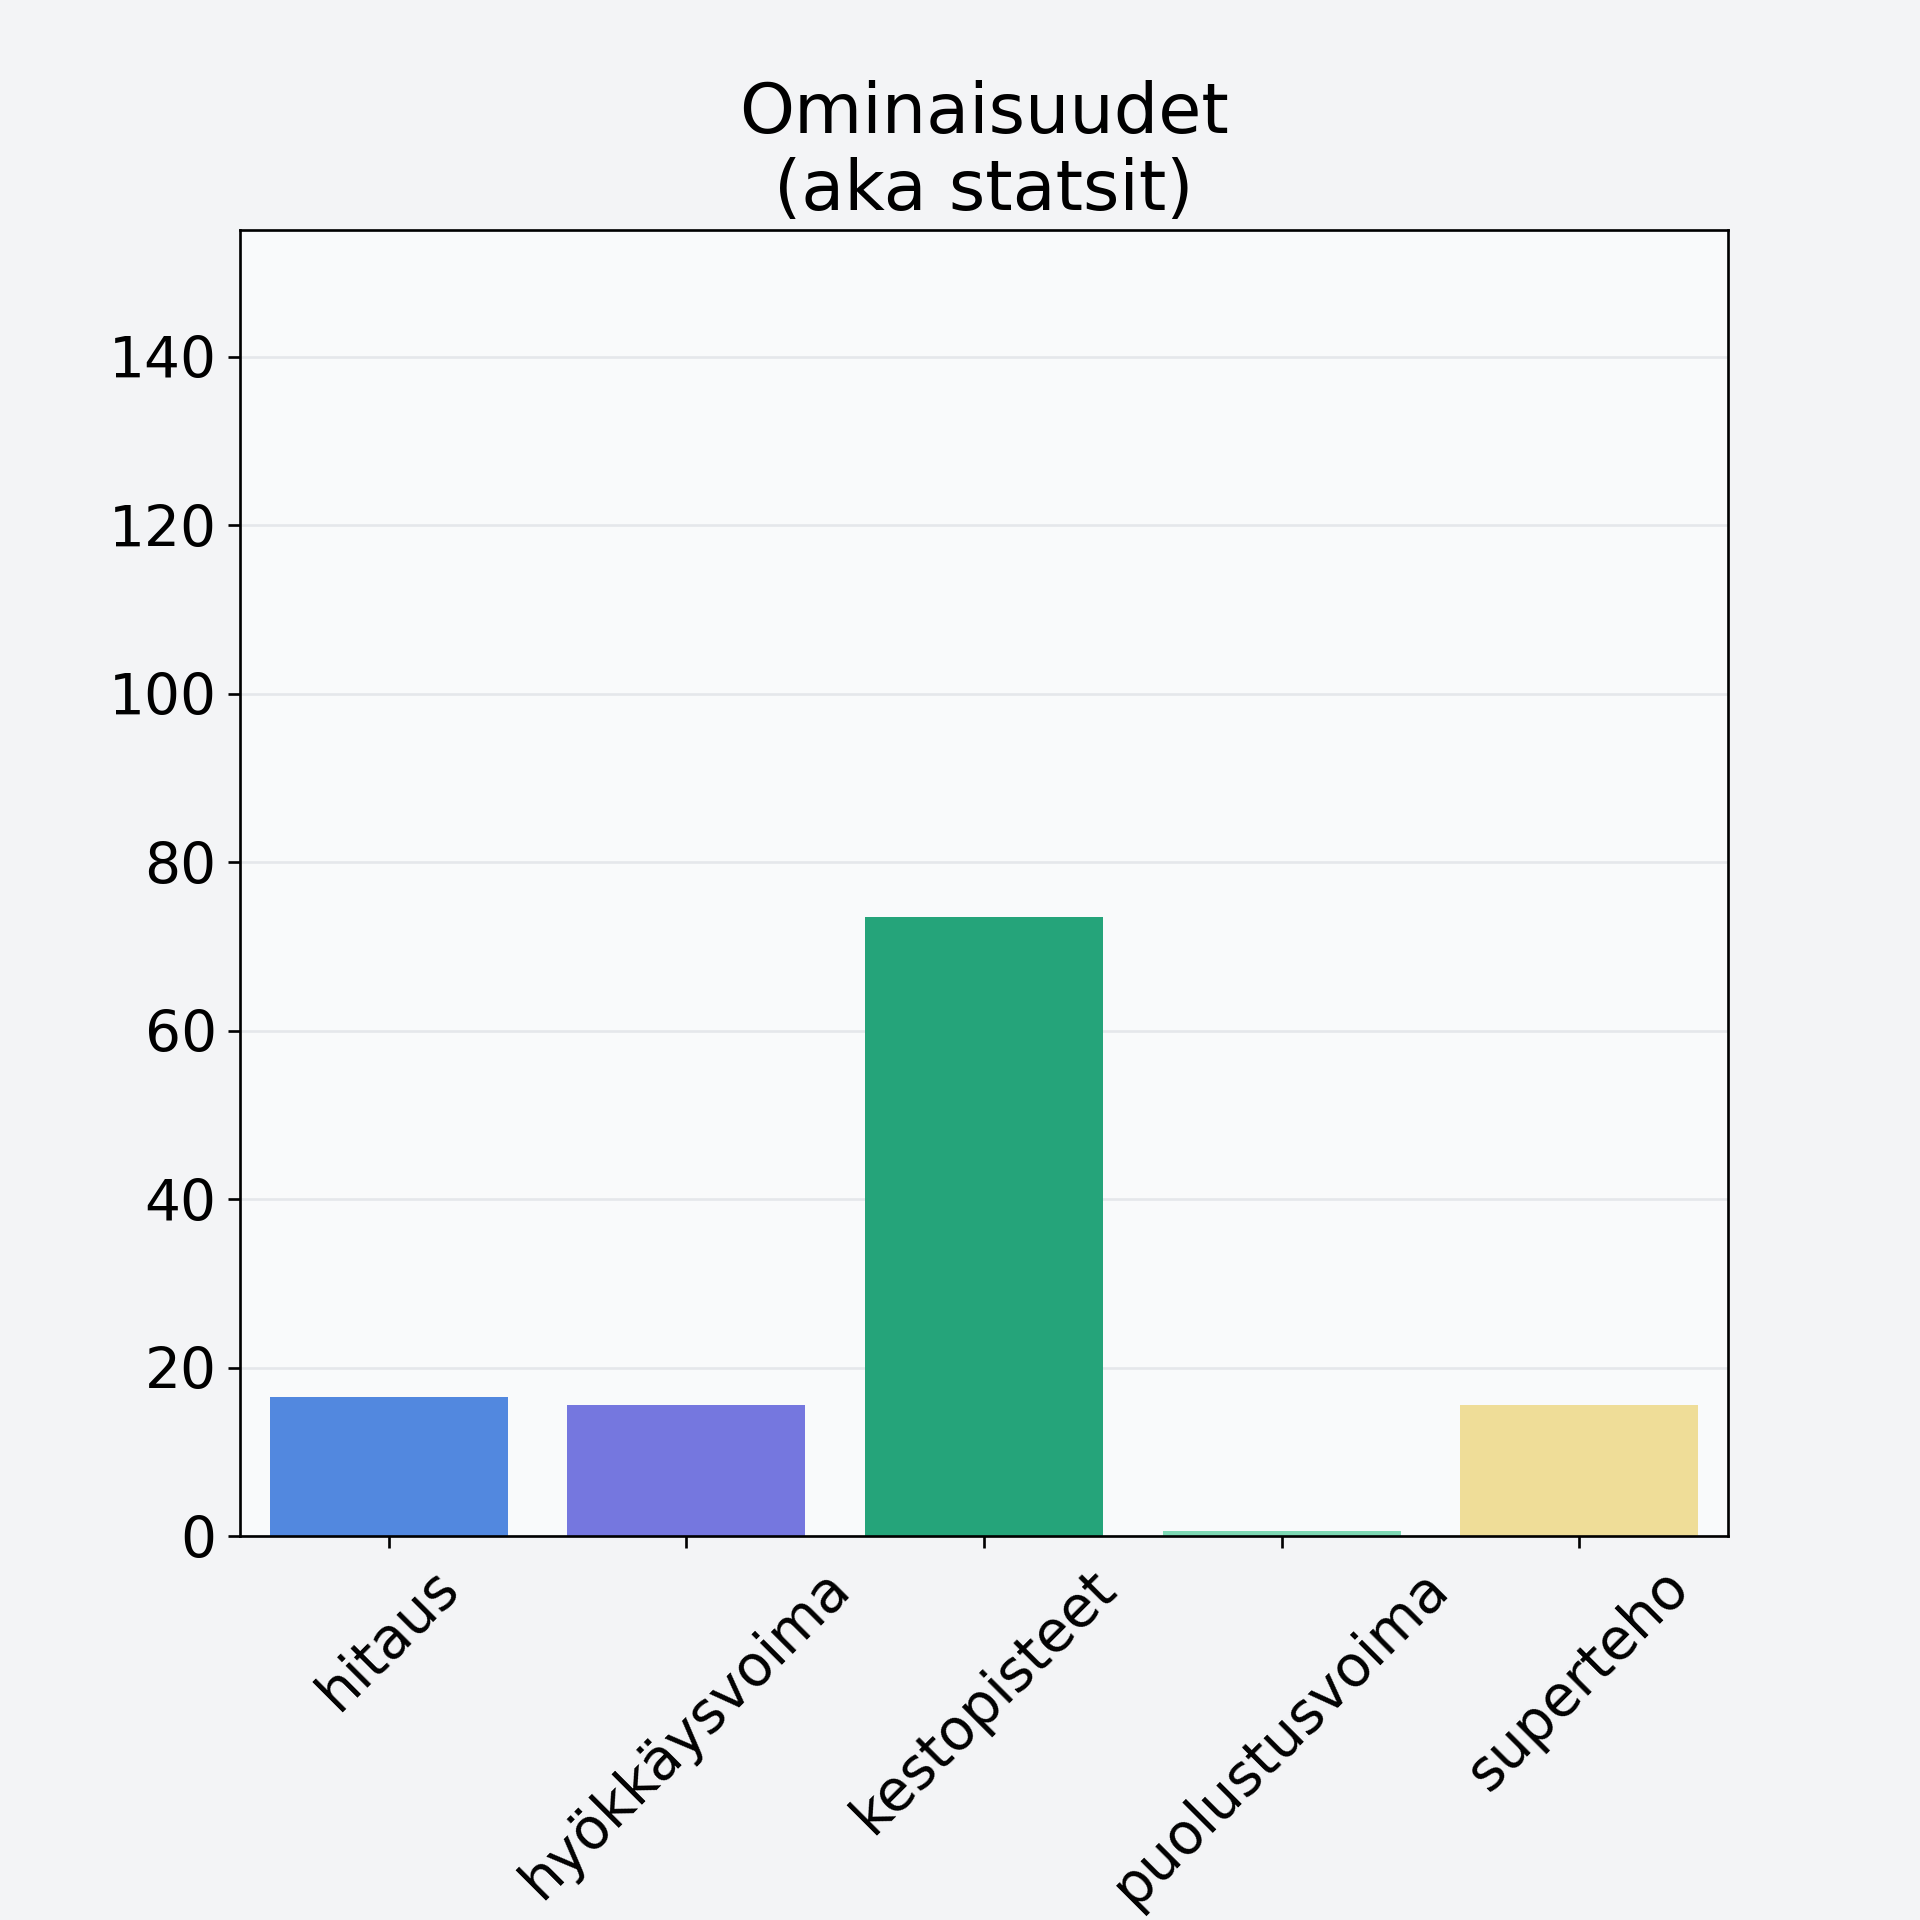 Ominaisuudet
(aka statsit)
140
120
100
80
60
40
20
0
hitaus
hyökkäysvoima
kestopisteet
puolustusvoima
superteho